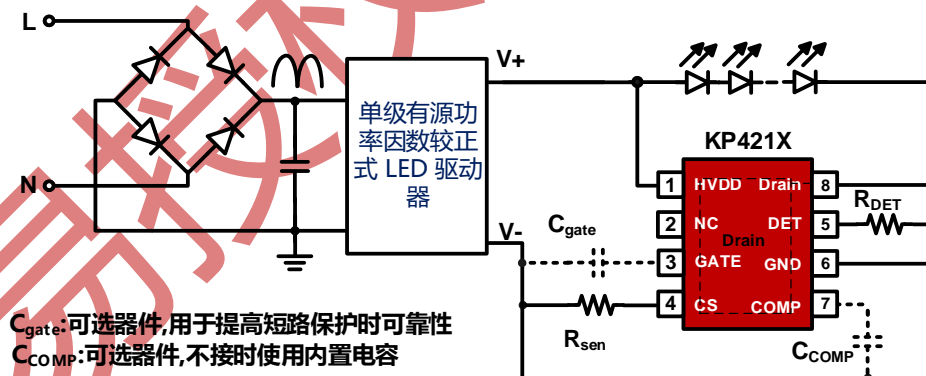 L
N
单级有源功
率因数较正
式 LED 驱动
器
V+
V-
KP421X
1 HVDD Drain 8
2 NC DET 5
3 GATE GND 6
4 CS COMP 7
Drain
RDET
Cgate
Rsen
CCOMP
Cgate:可选器件,用于提高短路保护时可靠性
CCOMP:可选器件,不接时使用内置电容